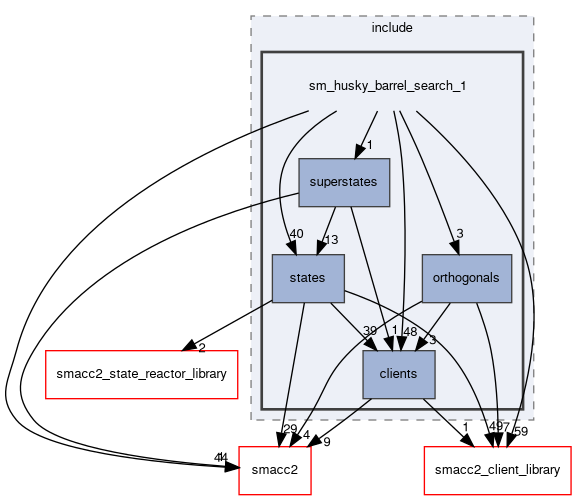 include
sm_husky_barrel_search_1
1
superstates
40
13
3
states
orthogonals
39
1
48
3
2
smacc2_state_reactor_library
clients
29
4
9
1
49
7
59
44
smacc2
smacc2_client_library